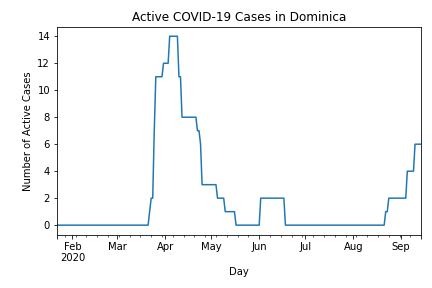 Active COVID-19 Cases in Dominica
14
12
10
8
6
4
2
0
Number of Active Cases
Feb Mar Apr May Jun Jul Aug Sep
2020
Day